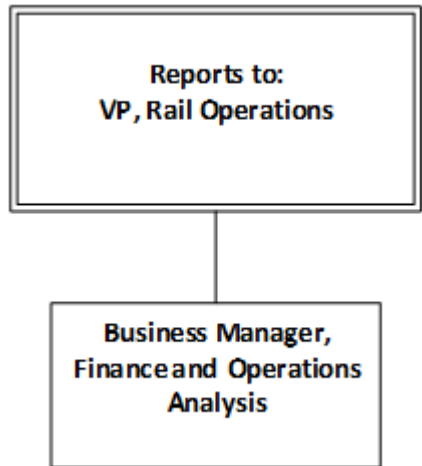 Reports to:
VP, Rail Operations
Business Manager,
Finance and Operations
Analysis